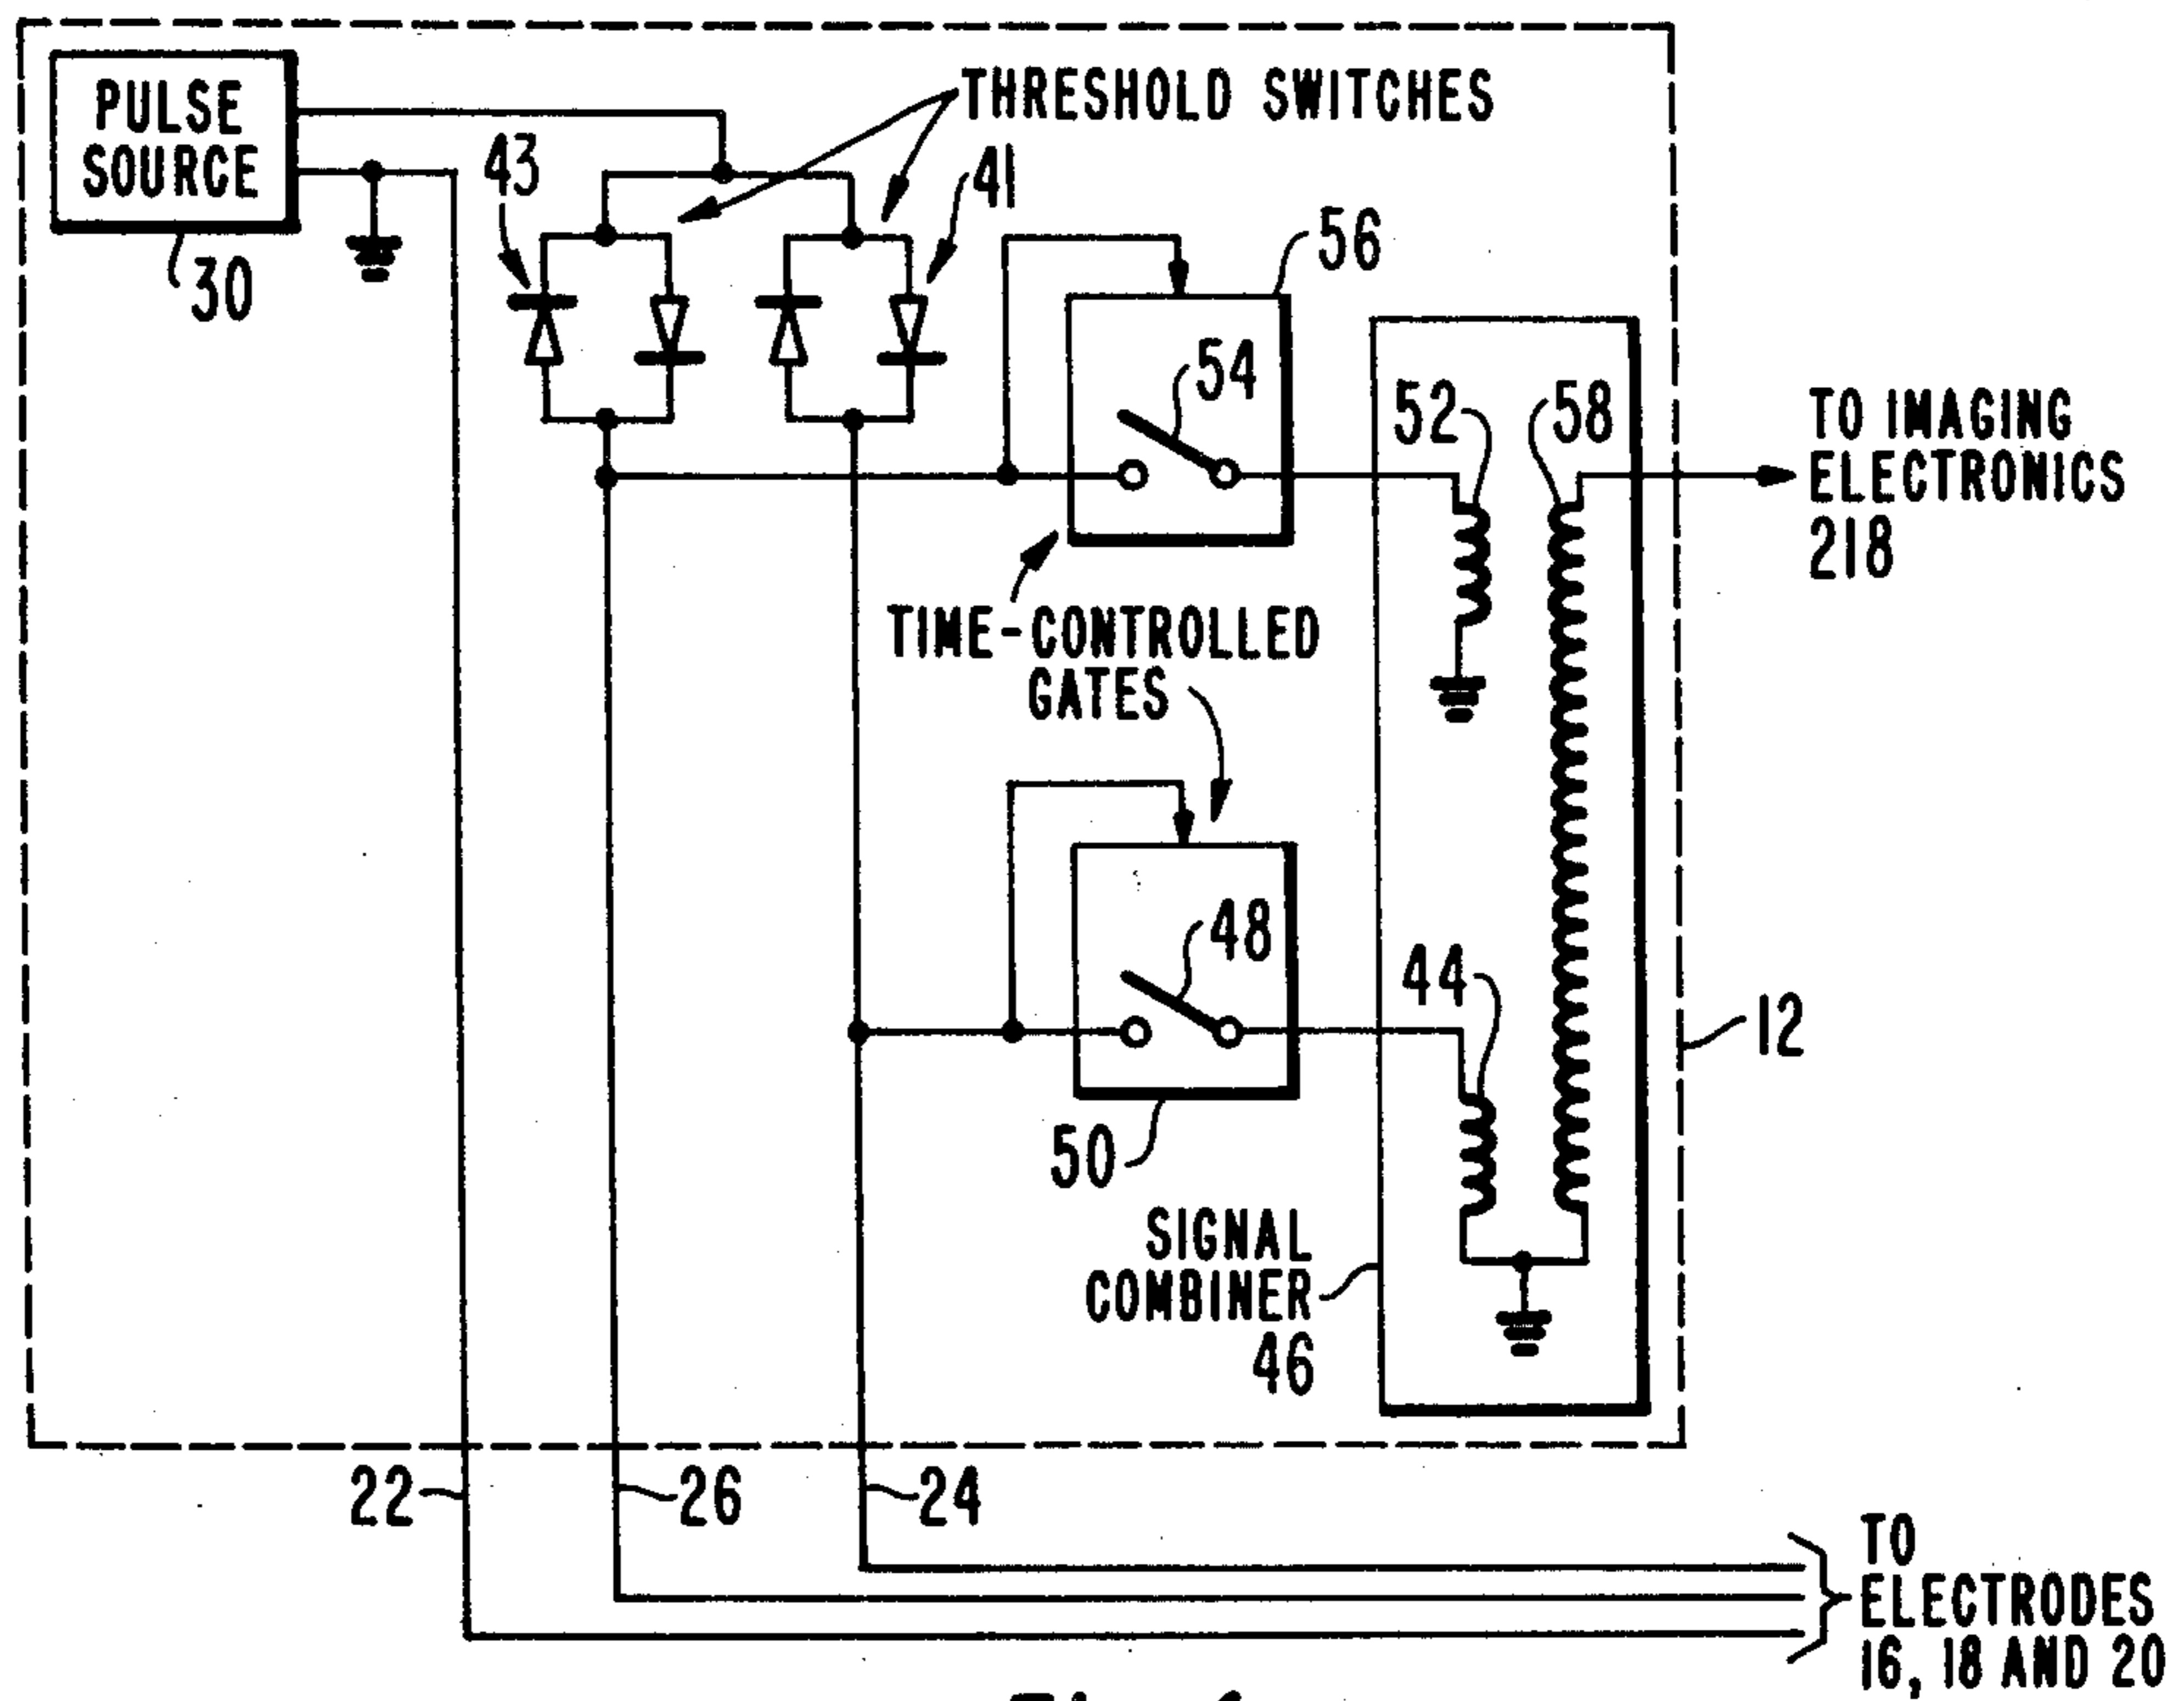 PULSE
SOURCE
30
THRESHOLD SWITCHES
43
41
56
54
52
58
TO IMAGING
ELECTRONICS
218
TIME-CONTROLLED
GATES
48
44
12
50
SIGNAL
COMBINER
46
22
26
24
TO
ELECTRODES
16, 18 AND 20